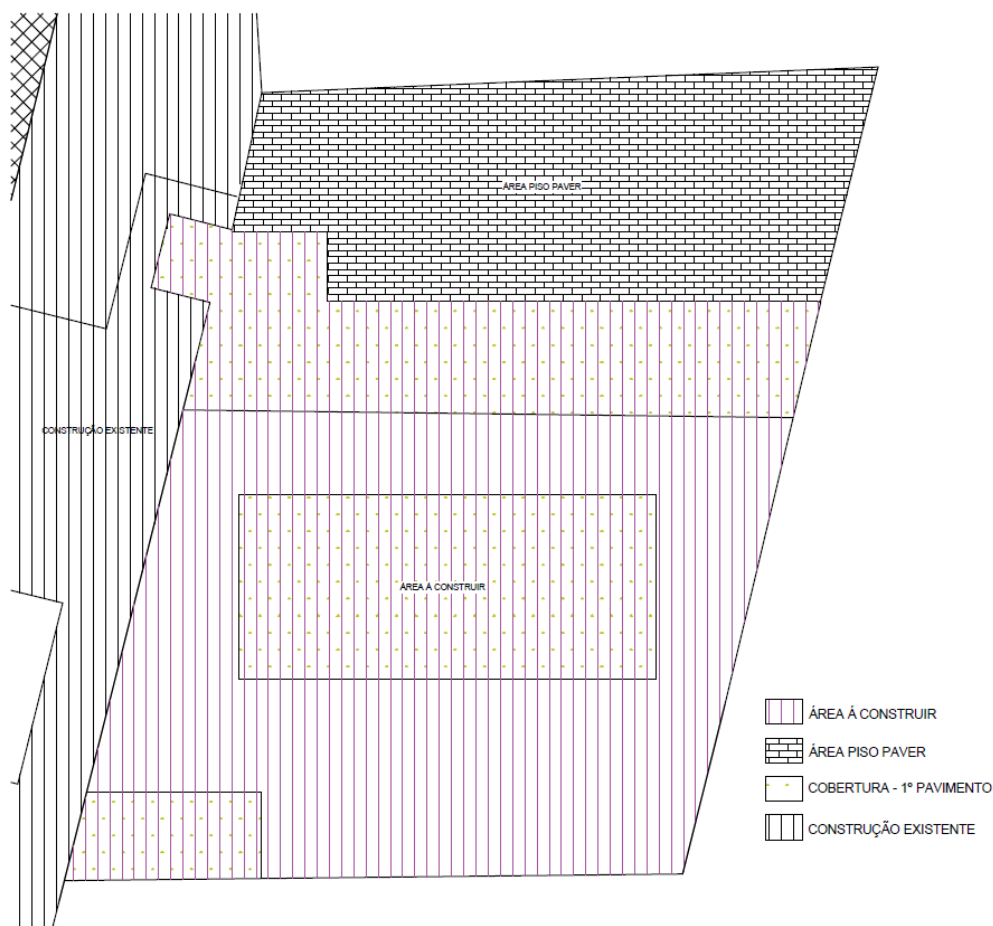 ÁREA PISO PAVER
CONSTRUÇÃO EXISTENTE
ÁREA Á CONSTRUIR
ÁREA Á CONSTRUIR
ÁREA PISO PAVER
COBERTURA - 1º PAVIMENTO
CONSTRUÇÃO EXISTENTE